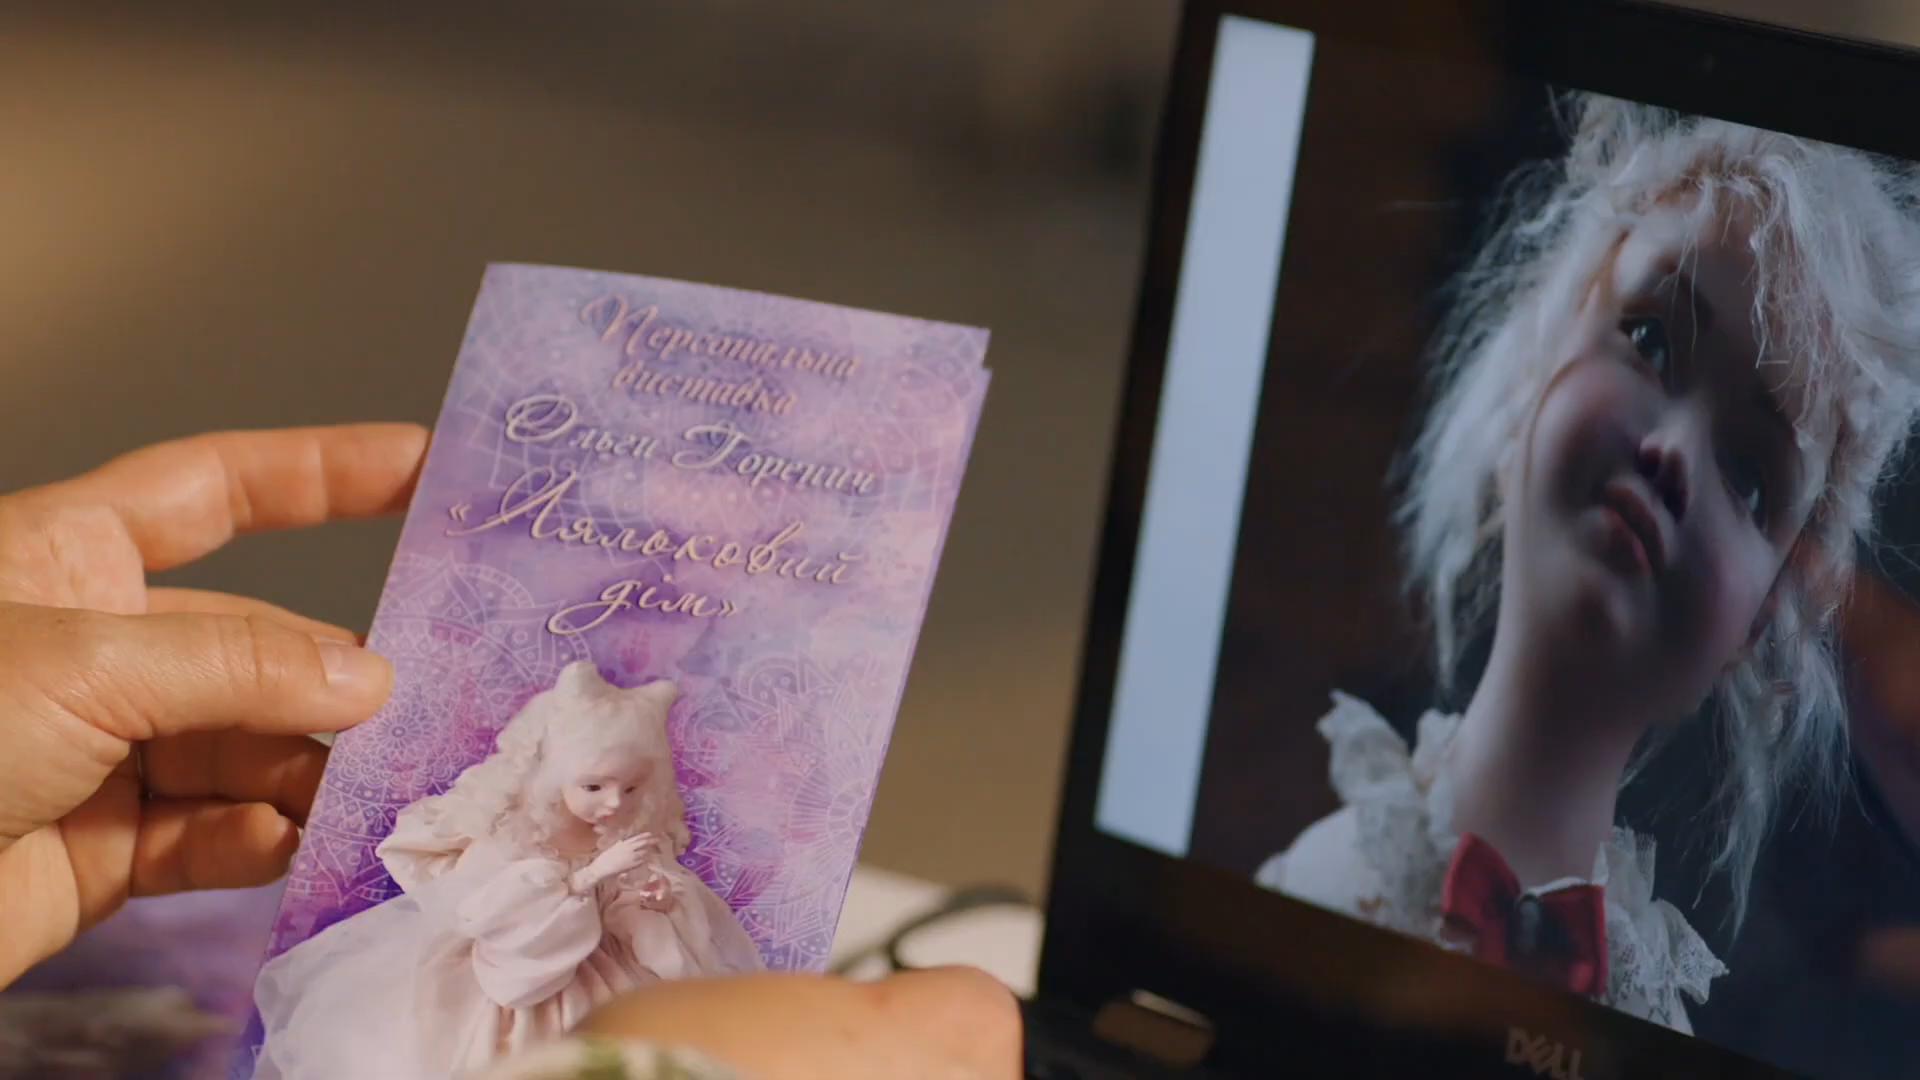 Персональна
виставка
Ольги Горенич
«Ляльковий
дім»
DELL